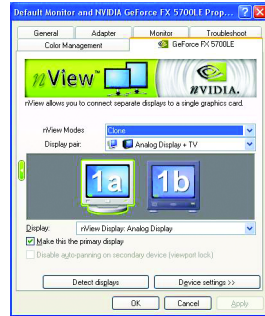 Default Monitor and NVIDIA GeForce FX 5700LE Prop...
General Adapter Monitor Troubleshoot
Color Management GeForce FX 5700LE
nView™
NVIDIA.
nView allows you to connect separate displays to a single graphics card.
nView Modes: Clone
Display pair: Analog Display + TV
1a 1b
Display: nView Display: Analog Display
Make this the primary display
Disable auto-panning on secondary device (viewport lock)
Detect displays Device settings >>
OK Cancel Apply